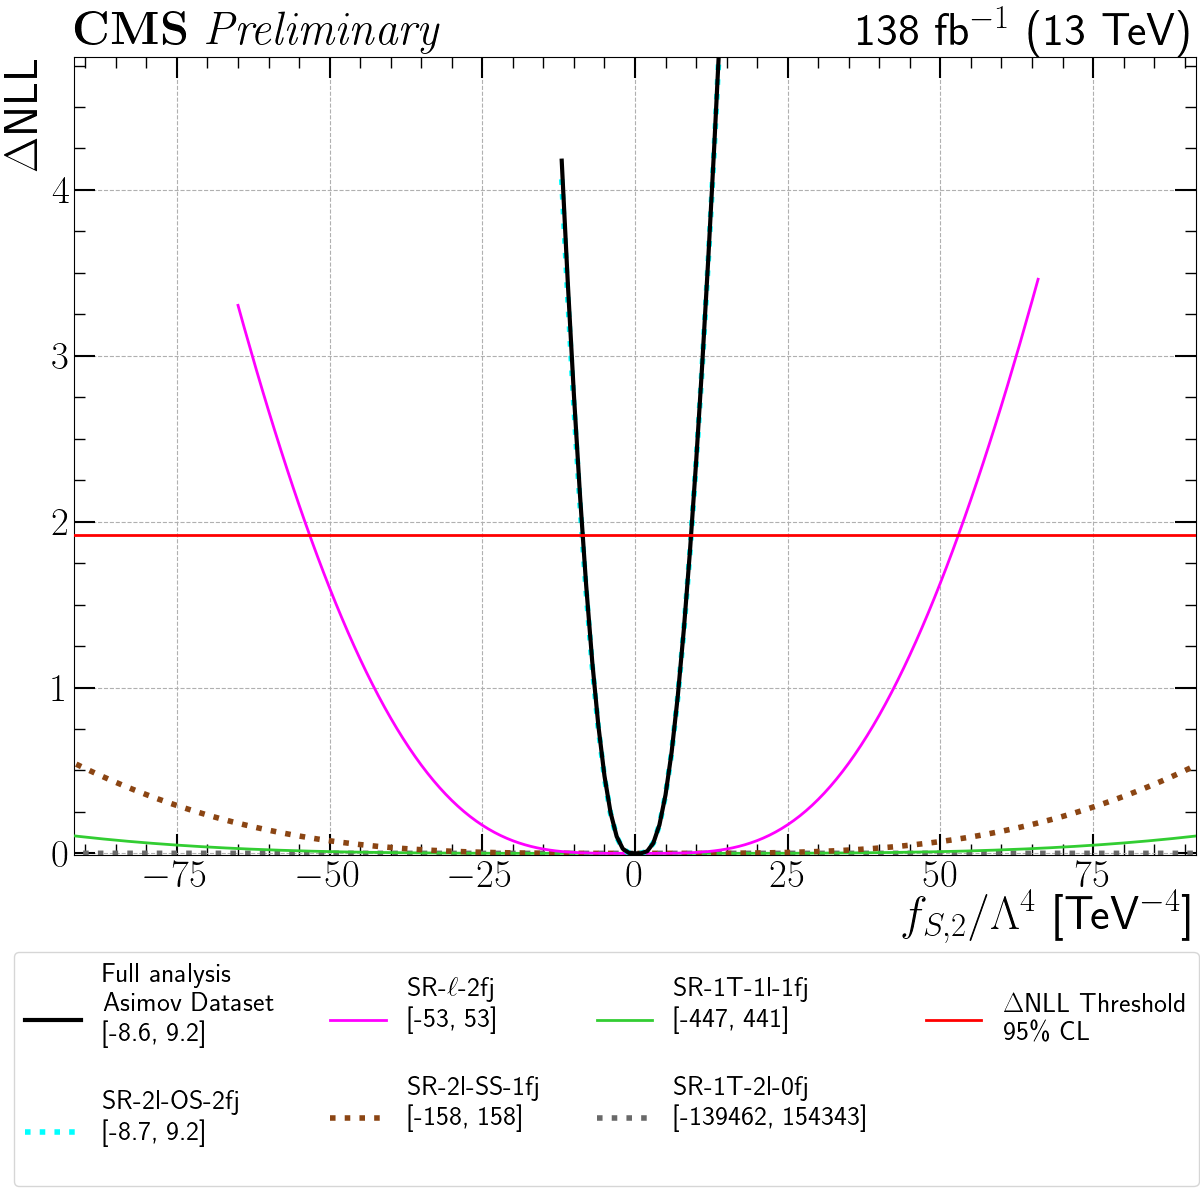 CMS Preliminary
138 fb⁻¹ (13 TeV)
ΔNLL
4
3
2
1
0
−75
−50
−25
0
25
50
75
f_{S,2}/Λ⁴ [TeV⁻⁴]
Full analysis
Asimov Dataset
[-8.6, 9.2]
SR-2l-OS-2fj
[-8.7, 9.2]
SR-ℓ-2fj
[-53, 53]
SR-2l-SS-1fj
[-158, 158]
SR-1T-1l-1fj
[-447, 441]
SR-1T-2l-0fj
[-139462, 154343]
ΔNLL Threshold
95% CL